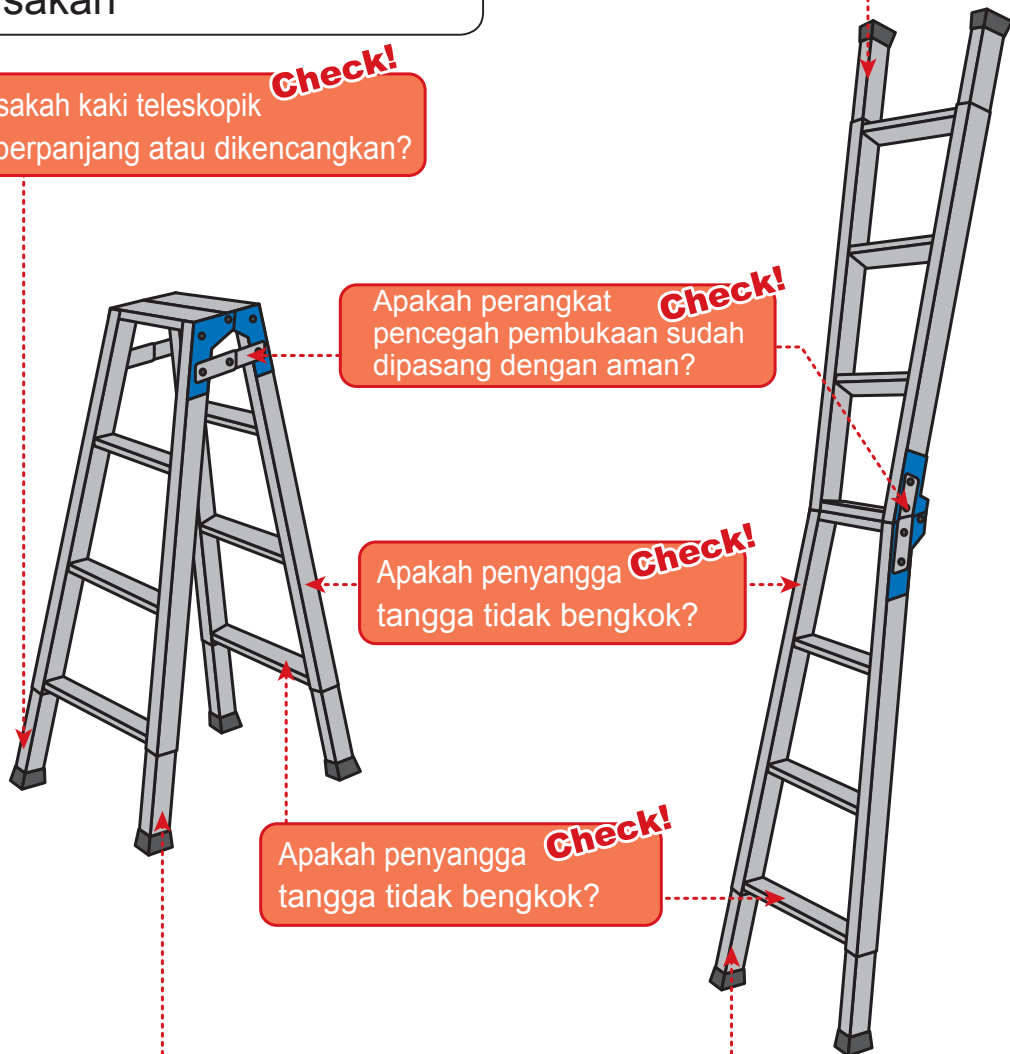 sakah kaki teleskopik
Check!
perpanjang atau dikencangkan?
Apakah perangkat
Check!
pencegah pembukaan sudah
dipasang dengan aman?
Apakah penyangga
Check!
tangga tidak bengkok?
Apakah penyangga
Check!
tangga tidak bengkok?